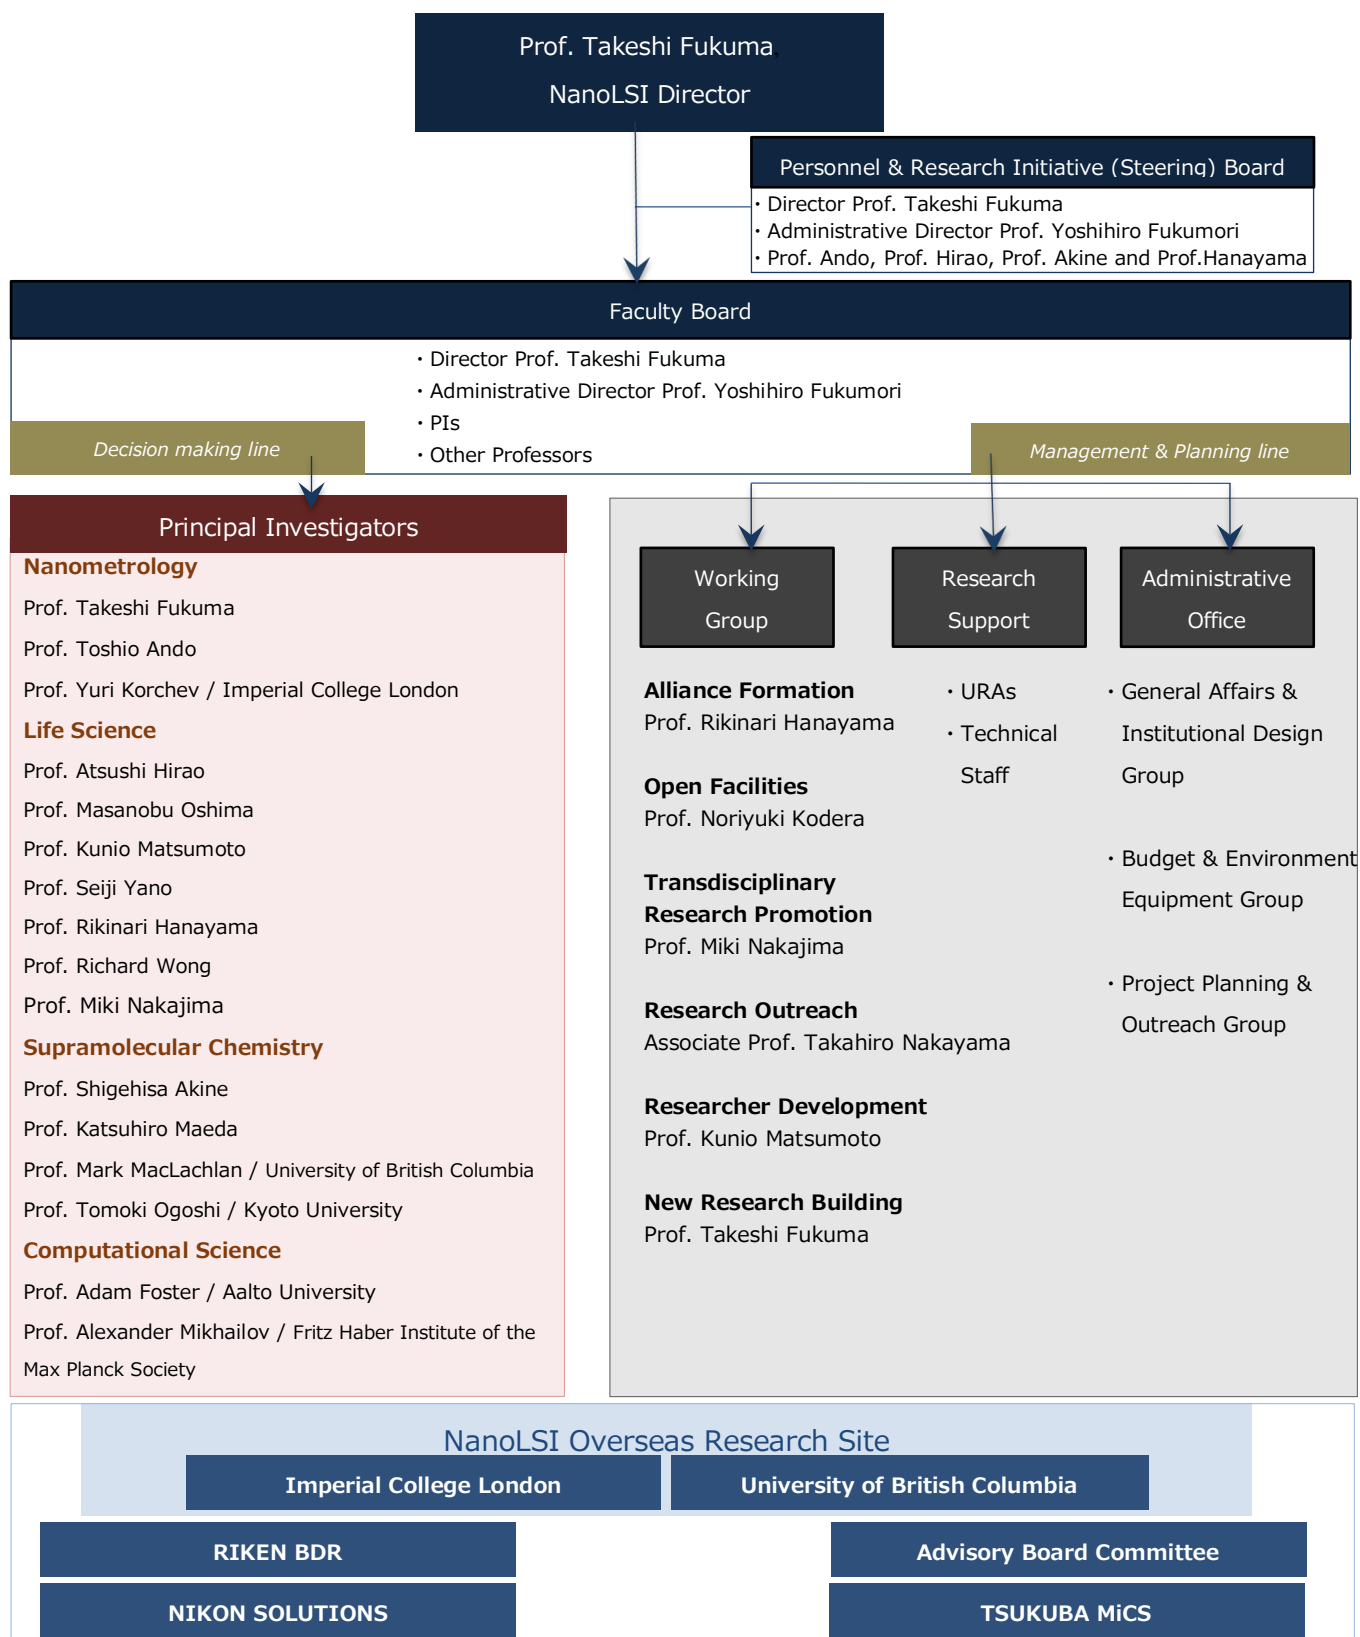 Prof. Takeshi Fukuma,
NanoLSI Director
Personnel & Research Initiative (Steering) Board
・Director Prof. Takeshi Fukuma
・Administrative Director Prof. Yoshihiro Fukumori
・Prof. Ando, Prof. Hirao, Prof. Akine and Prof.Hanayama
Faculty Board
・Director Prof. Takeshi Fukuma
・Administrative Director Prof. Yoshihiro Fukumori
・PIs
・Other Professors
Decision making line
Management & Planning line
Principal Investigators
Nanometrology
Prof. Takeshi Fukuma
Prof. Toshio Ando
Prof. Yuri Korchev / Imperial College London
Life Science
Prof. Atsushi Hirao
Prof. Masanobu Oshima
Prof. Kunio Matsumoto
Prof. Seiji Yano
Prof. Rikinari Hanayama
Prof. Richard Wong
Prof. Miki Nakajima
Supramolecular Chemistry
Prof. Shigehisa Akine
Prof. Katsuhiro Maeda
Prof. Mark MacLachlan / University of British Columbia
Prof. Tomoki Ogoshi / Kyoto University
Computational Science
Prof. Adam Foster / Aalto University
Prof. Alexander Mikhailov / Fritz Haber Institute of the
Max Planck Society
Working
Group
Alliance Formation
Prof. Rikinari Hanayama
Open Facilities
Prof. Noriyuki Kodera
Transdisciplinary
Research Promotion
Prof. Miki Nakajima
Research Outreach
Associate Prof. Takahiro Nakayama
Researcher Development
Prof. Kunio Matsumoto
New Research Building
Prof. Takeshi Fukuma
Research
Support
・URAs
・Technical
Staff
Administrative
Office
・General Affairs &
Institutional Design
Group
・Budget & Environment
Equipment Group
・Project Planning &
Outreach Group
NanoLSI Overseas Research Site
Imperial College London
University of British Columbia
RIKEN BDR
Advisory Board Committee
NIKON SOLUTIONS
TSUKUBA MiCS